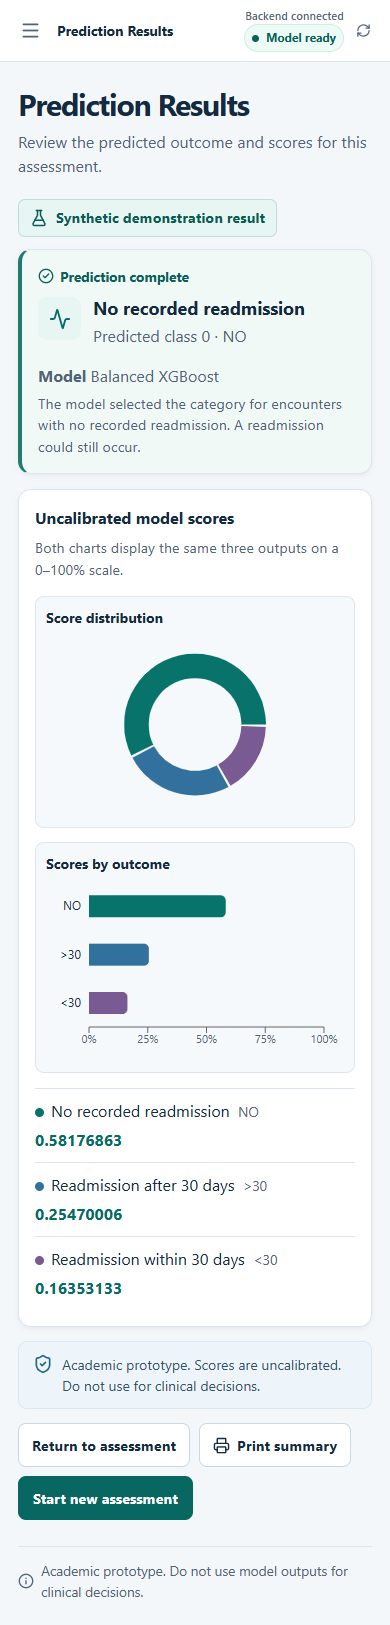 Backend connected
Prediction Results
Model ready
Prediction Results
Review the predicted outcome and scores for this
assessment.
Synthetic demonstration result
Prediction complete
No recorded readmission
Predicted class 0 · NO
Model Balanced XGBoost
The model selected the category for encounters
with no recorded readmission. A readmission
could still occur.
Uncalibrated model scores
Both charts display the same three outputs on a
0–100% scale.
Score distribution
Scores by outcome
NO
>30
<30
0% 25% 50% 75% 100%
No recorded readmission NO
0.58176863
Readmission after 30 days >30
0.25470006
Readmission within 30 days <30
0.16353133
Academic prototype. Scores are uncalibrated.
Do not use for clinical decisions.
Return to assessment
Print summary
Start new assessment
Academic prototype. Do not use model outputs for
clinical decisions.